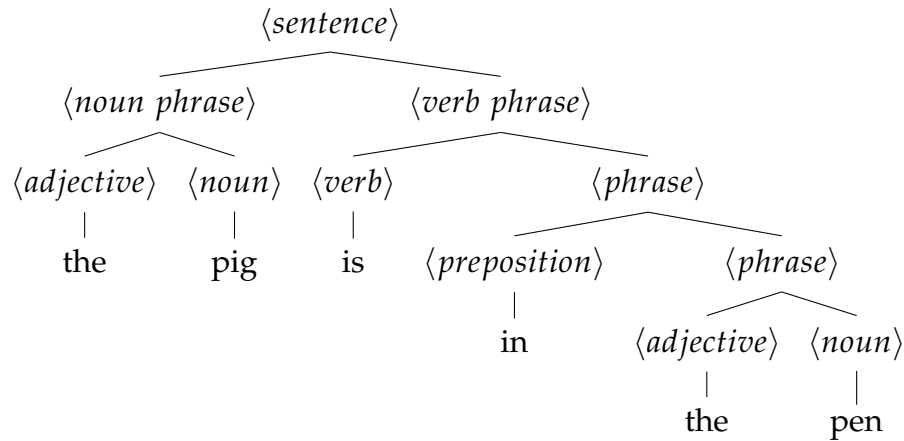 ⟨sentence⟩
⟨noun phrase⟩ ⟨verb phrase⟩
⟨adjective⟩ ⟨noun⟩ ⟨verb⟩ ⟨phrase⟩
the pig is ⟨preposition⟩ ⟨phrase⟩
in ⟨adjective⟩ ⟨noun⟩
the pen